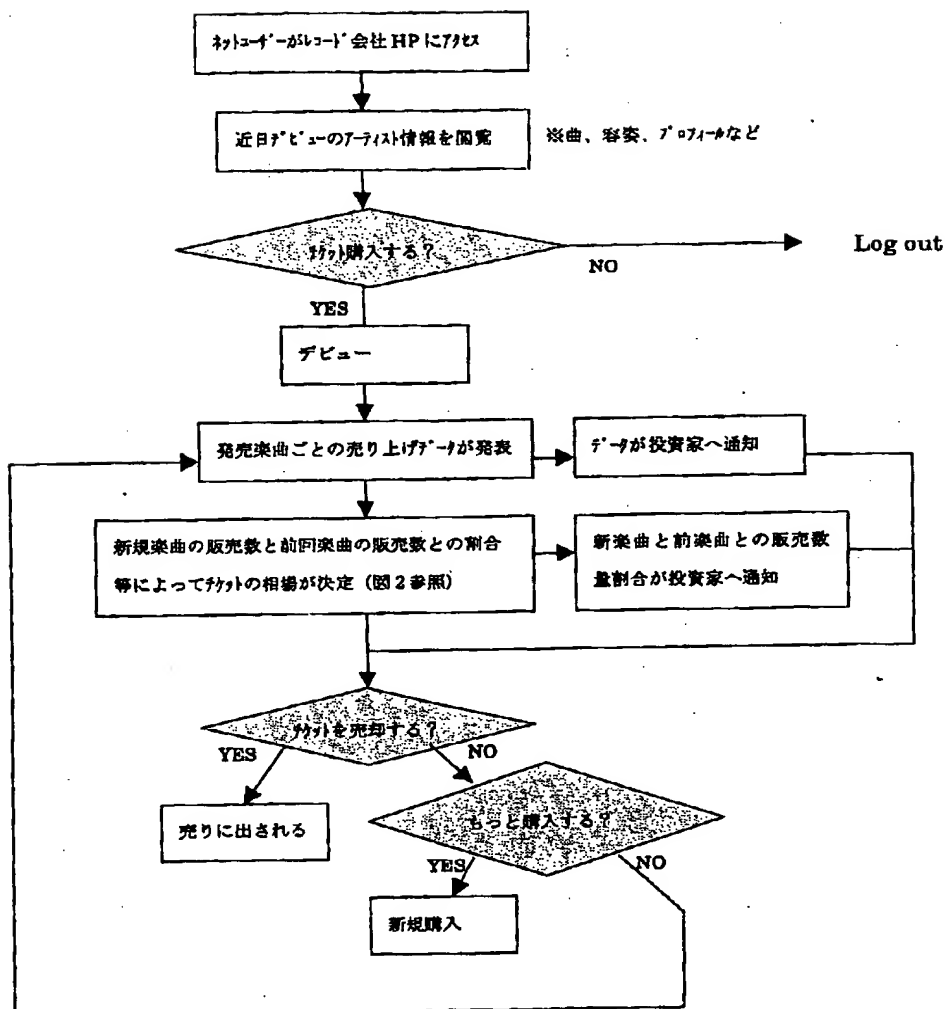 ネットユーザーがレコード会社HPにアクセス
近日デビューのアーティスト情報を閲覧
※曲、容姿、プロフィールなど
チケット購入する?
NO
Log out
YES
デビュー
発売楽曲ごとの売り上げデータが発表
データが投資家へ通知
新規楽曲の販売数と前回楽曲の販売数との割合
等によってチケットの相場が決定(図2参照)
新楽曲と前楽曲との販売数
量割合が投資家へ通知
チケットを売却する?
YES
NO
売りに出される
もっと購入する?
YES
NO
新規購入